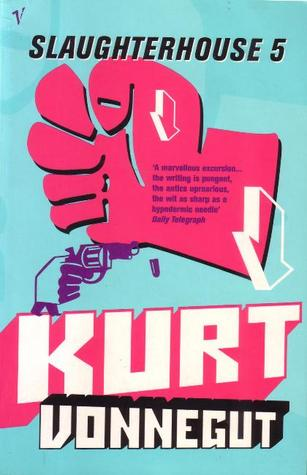 V
SLAUGHTERHOUSE 5
'A marvellous excursion...
the writing is pungent,
the antics uproarious,
the wit as sharp as a
hypodermic needle'
Daily Telegraph
KURT
VONNEGUT